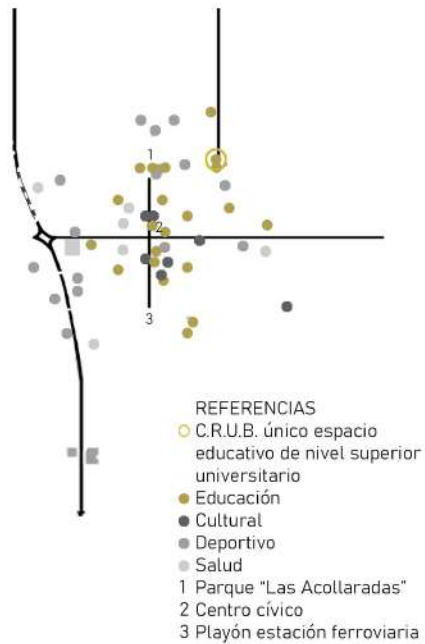 1
2
3
REFERENCIAS
C.R.U.B. único espacio
educativo de nivel superior
universitario
Educación
Cultural
Deportivo
Salud
1 Parque "Las Acollaradas"
2 Centro cívico
3 Playón estación ferroviaria